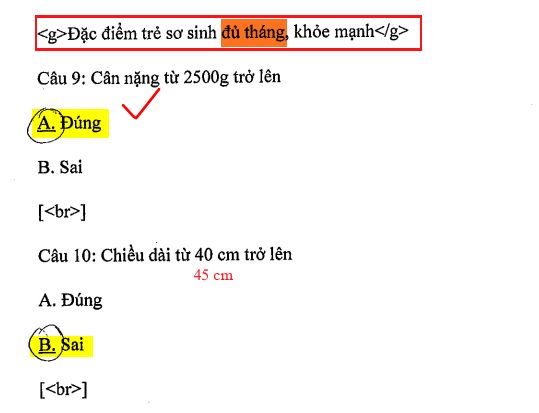 <g>Đặc điểm trẻ sơ sinh đủ tháng, khỏe mạnh</g>
Câu 9: Cân nặng từ 2500g trở lên
A. Đúng
B. Sai
[<br>]
Câu 10: Chiều dài từ 40 cm trở lên
45 cm
A. Đúng
B. Sai
[<br>]